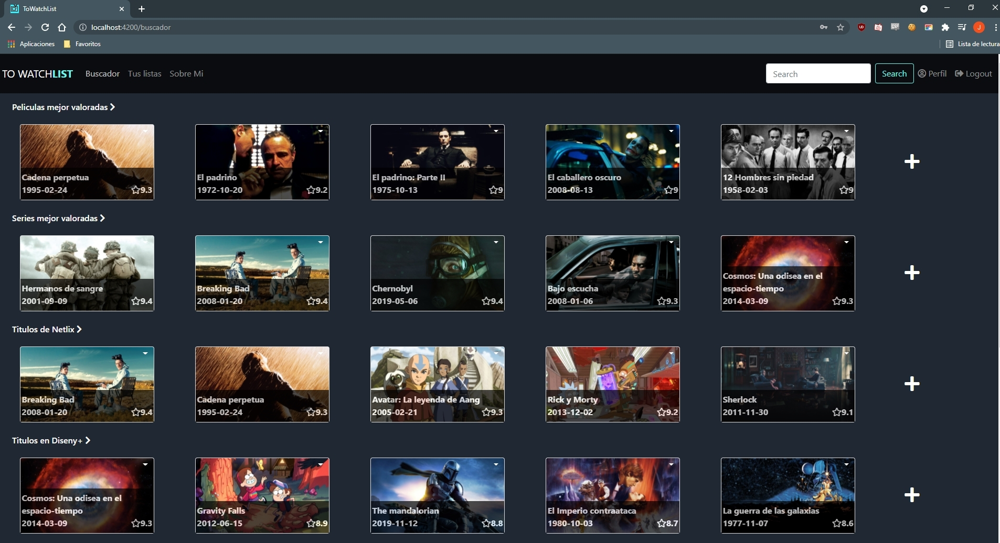 ToWatchList
localhost:4200/buscador
Aplicaciones Favoritos Lista de lectura
TO WATCHLIST Buscador Tus listas Sobre Mi Search Search Perfil Logout
Peliculas mejor valoradas
Cadena perpetua
1995-02-24 9.3
El padrino
1972-10-20 9.2
El padrino: Parte II
1975-10-13 9
El caballero oscuro
2008-08-13 9
12 Hombres sin piedad
1958-02-03 9
Series mejor valoradas
Hermanos de sangre
2001-09-09 9.4
Breaking Bad
2008-01-20 9.4
Chernobyl
2019-05-06 9.4
Bajo escucha
2008-01-06 9.3
Cosmos: Una odisea en el
espacio-tiempo
2014-03-09 9.3
Titulos de Netlix
Breaking Bad
2008-01-20 9.4
Cadena perpetua
1995-02-24 9.3
Avatar: La leyenda de Aang
2005-02-21 9.3
Rick y Morty
2013-12-02 9.2
Sherlock
2011-11-30 9.1
Titulos en Diseny+
Cosmos: Una odisea en el
espacio-tiempo
2014-03-09 9.3
Gravity Falls
2012-06-15 8.9
The mandalorian
2019-11-12 8.8
El Imperio contraataca
1980-10-03 8.7
La guerra de las galaxias
1977-11-07 8.6